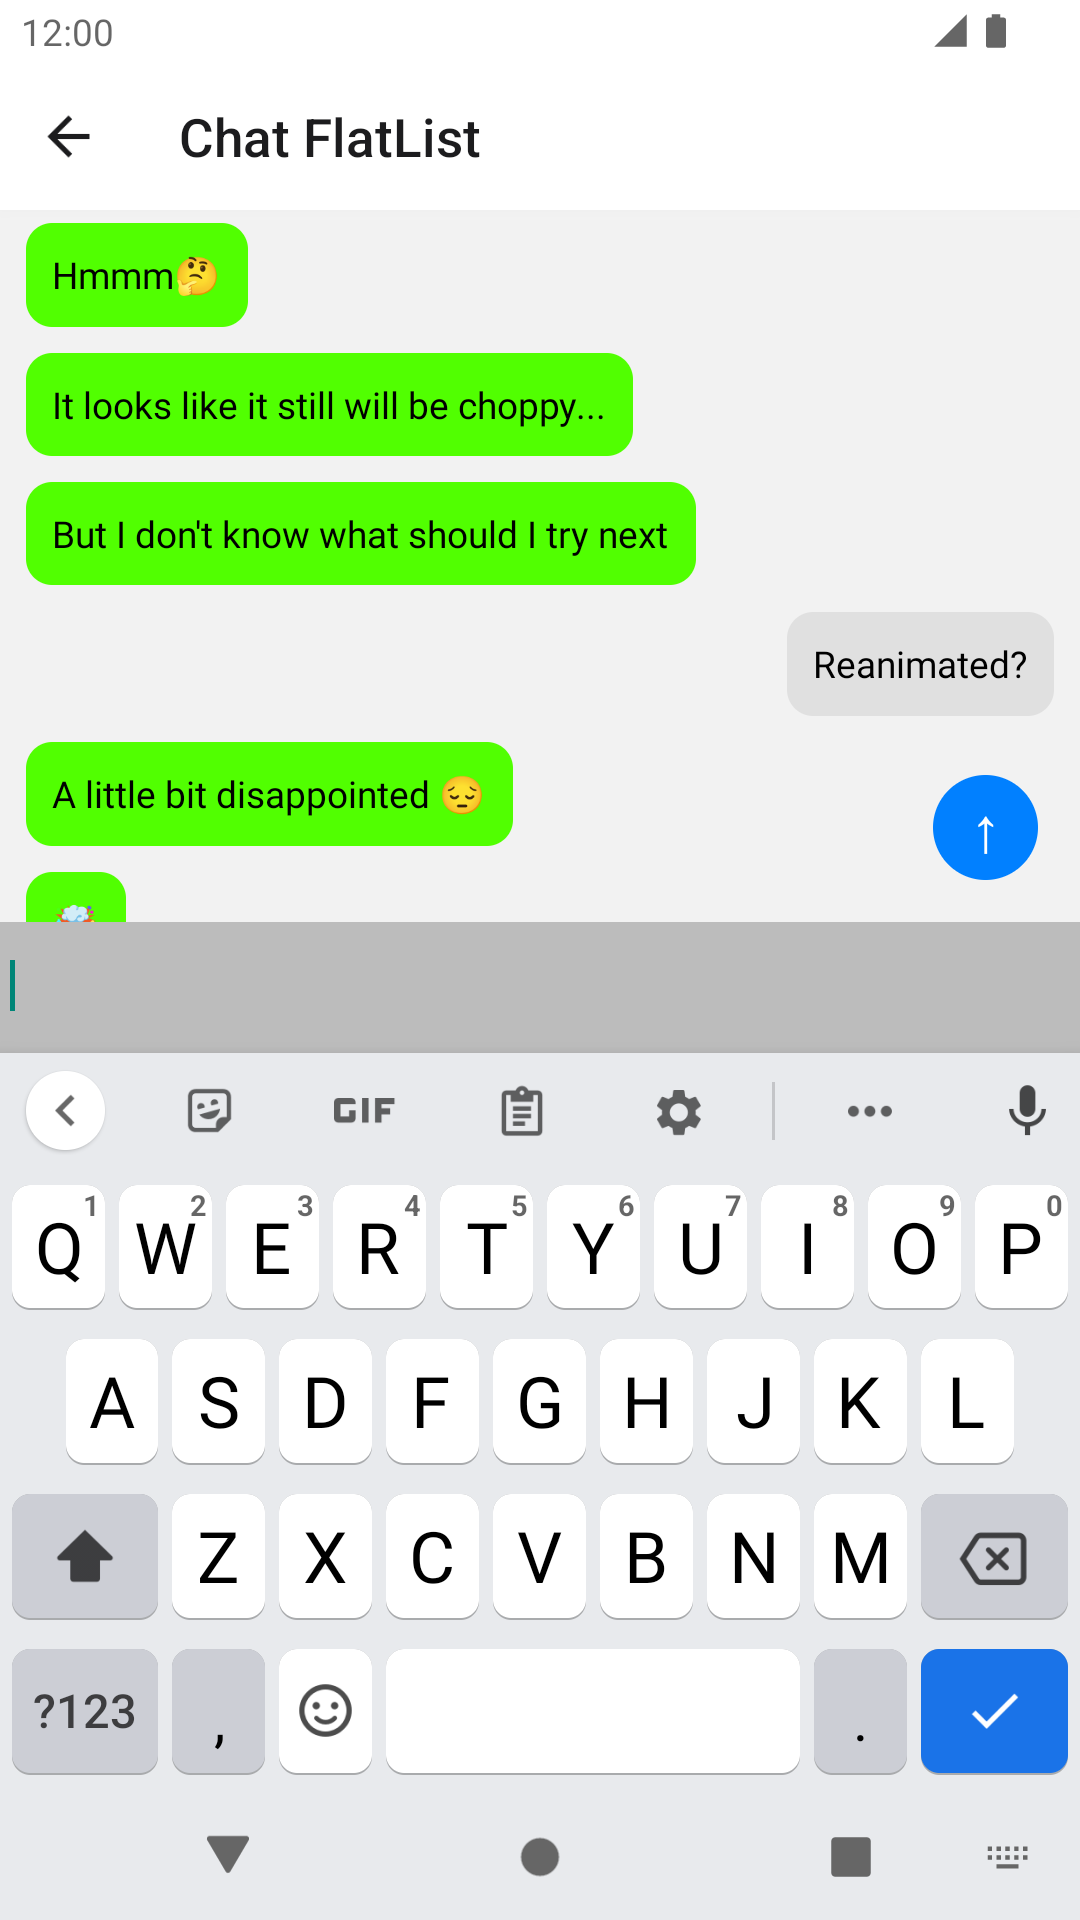 12:00
Chat FlatList
Hmmm🤔
It looks like it still will be choppy...
But I don't know what should I try next
Reanimated?
A little bit disappointed 😔
🤯
↑
GIF
1 2 3 4 5 6 7 8 9 0
Q W E R T Y U I O P
A S D F G H J K L
Z X C V B N M
?123 , .